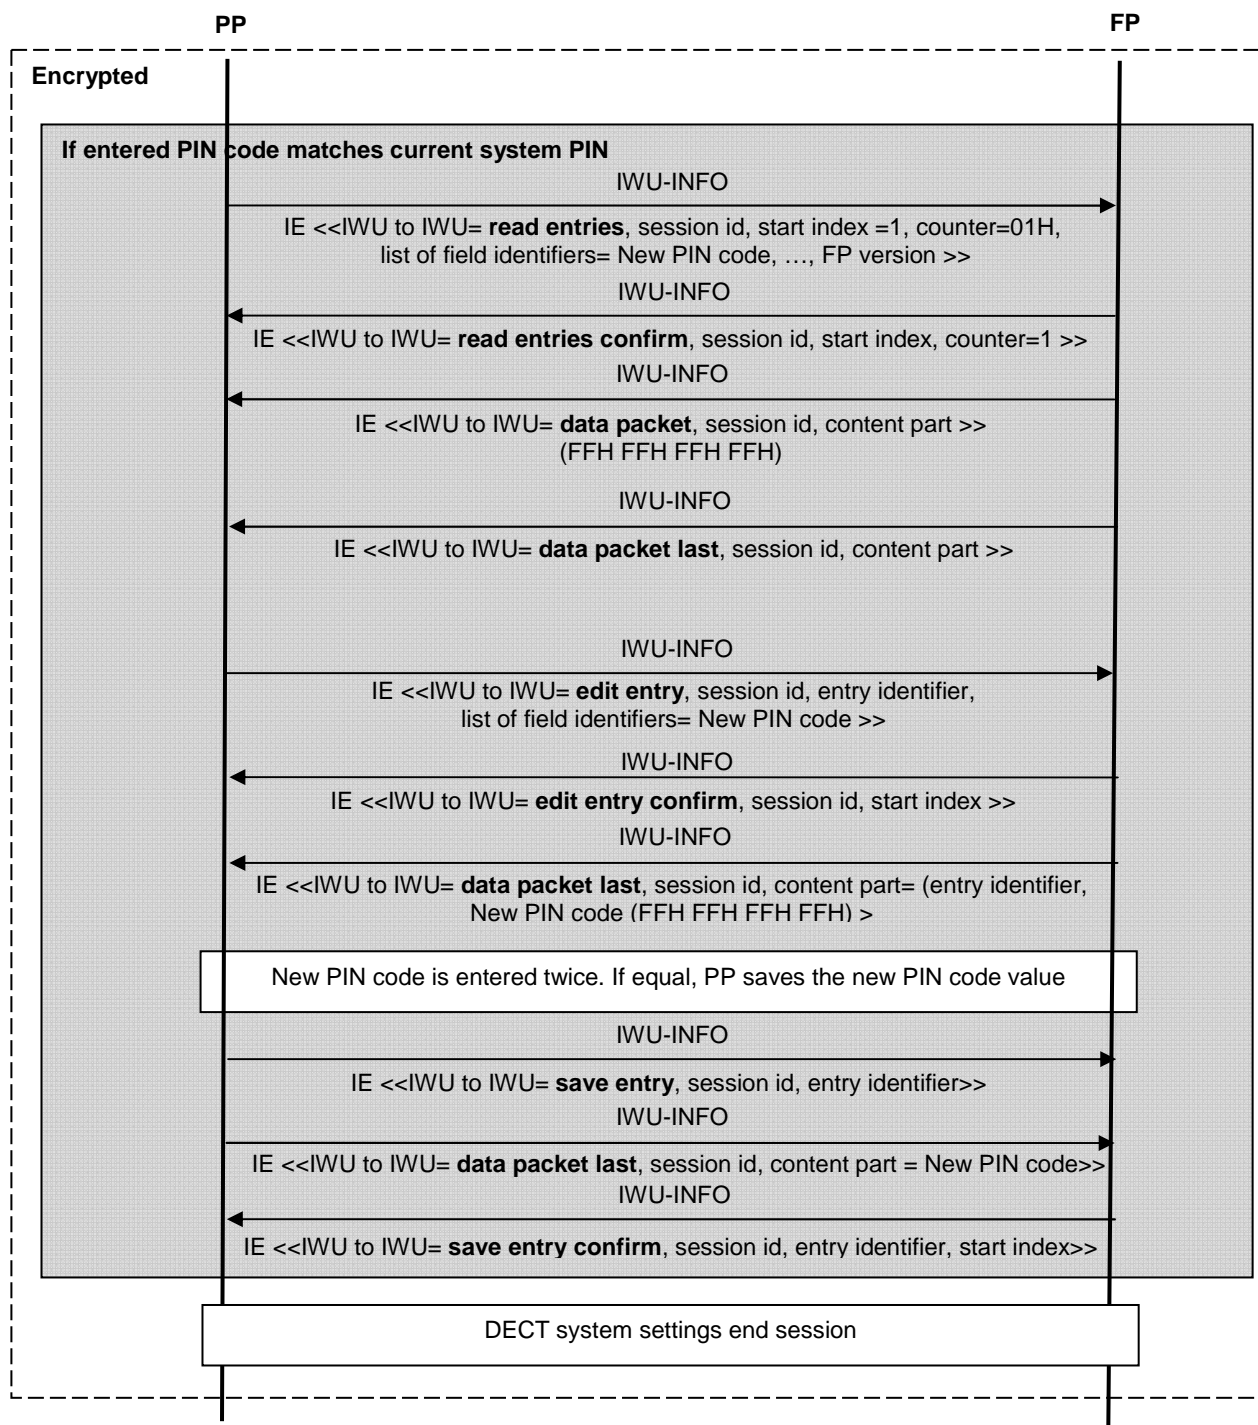 PP FP
Encrypted
If entered PIN code matches current system PIN
IWU-INFO
IE <<IWU to IWU= read entries, session id, start index =1, counter=01H,
list of field identifiers= New PIN code, …, FP version >>
IWU-INFO
IE <<IWU to IWU= read entries confirm, session id, start index, counter=1 >>
IWU-INFO
IE <<IWU to IWU= data packet, session id, content part >>
(FFH FFH FFH FFH)
IWU-INFO
IE <<IWU to IWU= data packet last, session id, content part >>
IWU-INFO
IE <<IWU to IWU= edit entry, session id, entry identifier,
list of field identifiers= New PIN code >>
IWU-INFO
IE <<IWU to IWU= edit entry confirm, session id, start index >>
IWU-INFO
IE <<IWU to IWU= data packet last, session id, content part= (entry identifier,
New PIN code (FFH FFH FFH FFH) >
New PIN code is entered twice. If equal, PP saves the new PIN code value
IWU-INFO
IE <<IWU to IWU= save entry, session id, entry identifier>>
IWU-INFO
IE <<IWU to IWU= data packet last, session id, content part = New PIN code>>
IWU-INFO
IE <<IWU to IWU= save entry confirm, session id, entry identifier, start index>>
DECT system settings end session